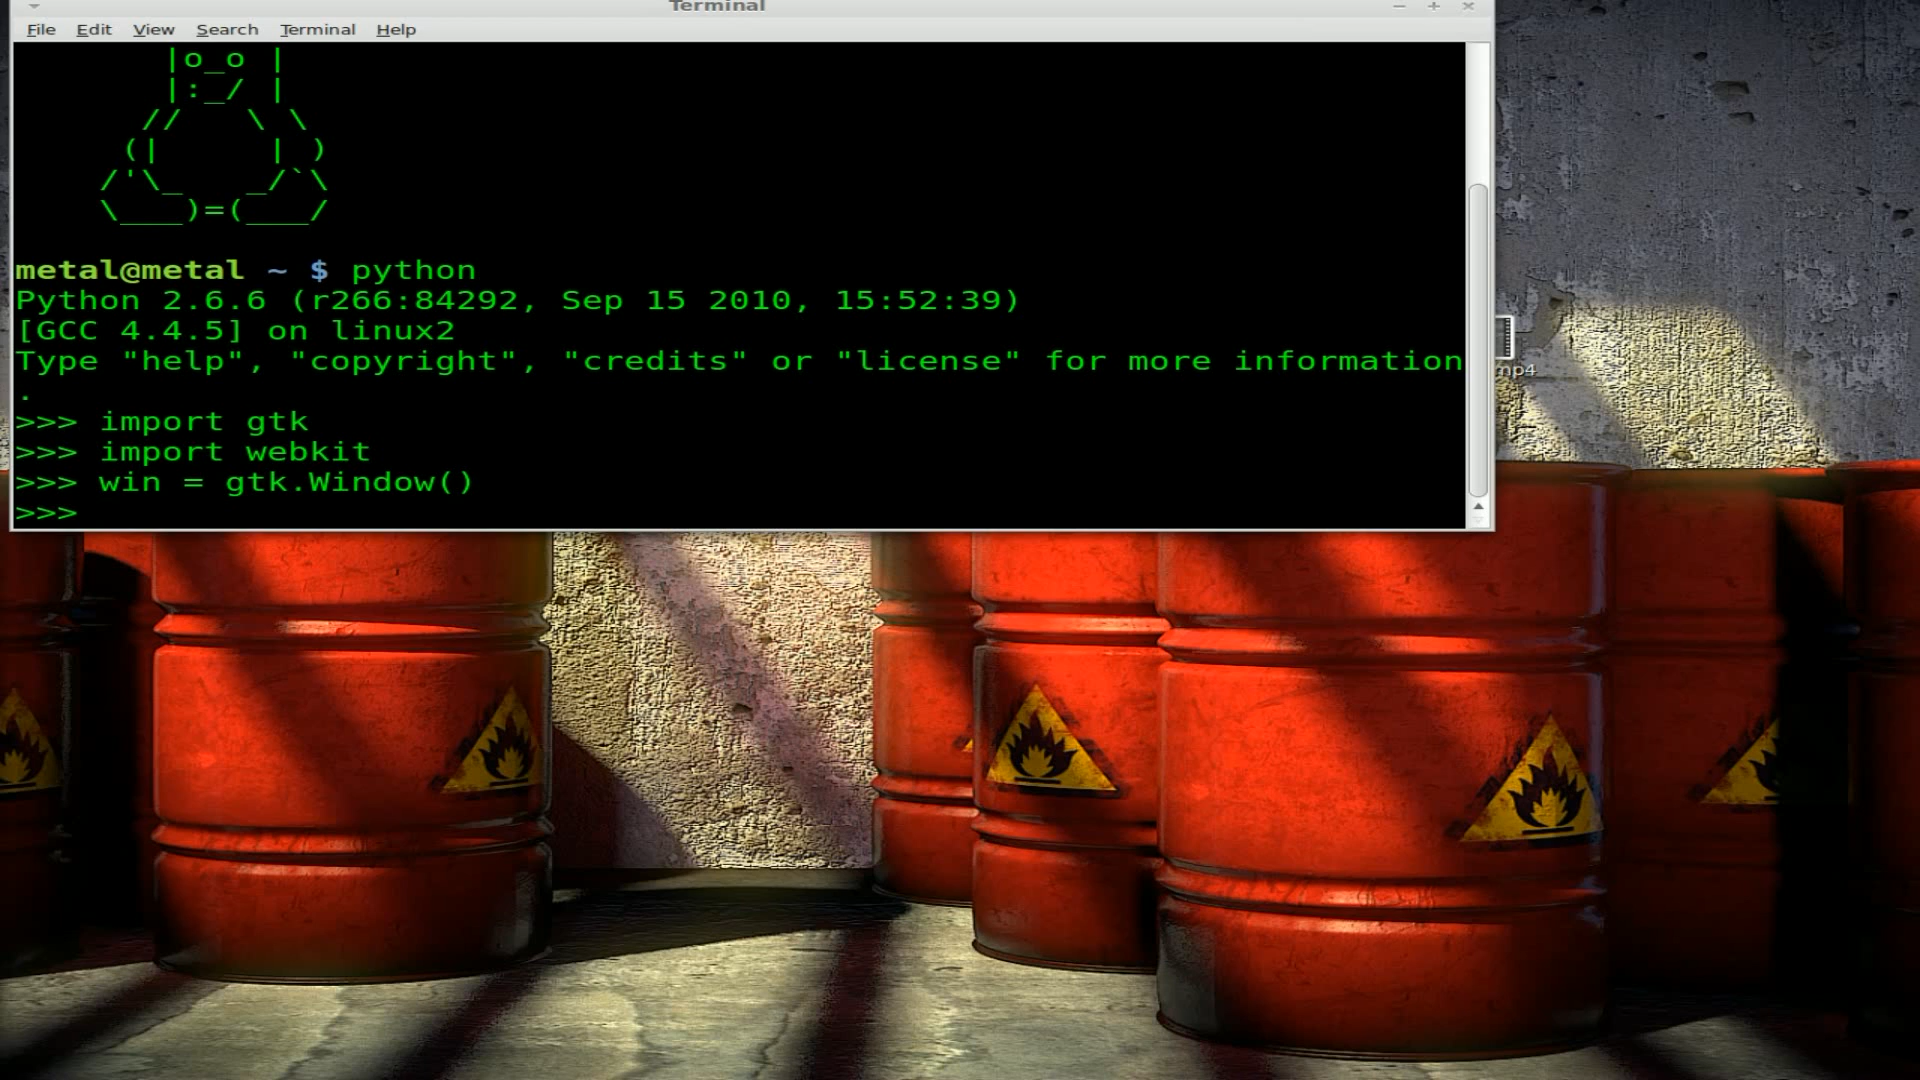 Terminal
File Edit View Search Terminal Help
|o_o |
|:_/ |
//   \ \
(|     | )
/'\_   _/`\
\___)=(___/
metal@metal ~ $ python
Python 2.6.6 (r266:84292, Sep 15 2010, 15:52:39)
[GCC 4.4.5] on linux2
Type "help", "copyright", "credits" or "license" for more information
.
>>> import gtk
>>> import webkit
>>> win = gtk.Window()
>>>
mp4